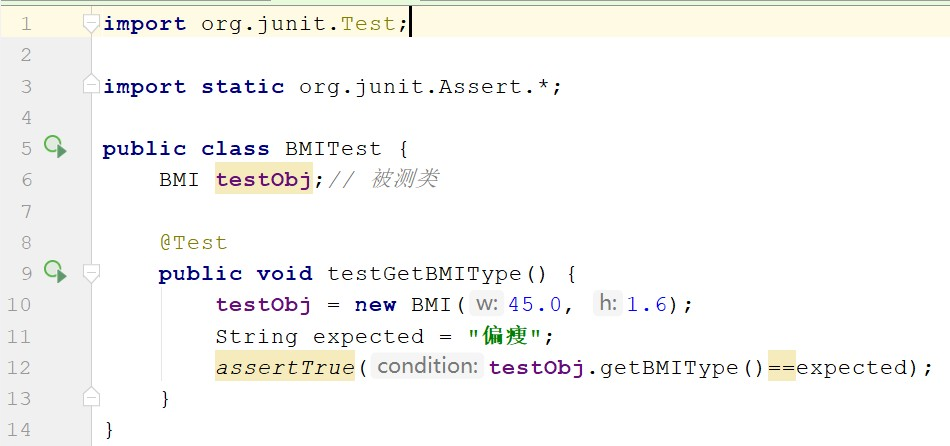 1 import org.junit.Test;
2
3 import static org.junit.Assert.*;
4
5 public class BMITest {
6 BMI testObj;// 被测类
7
8 @Test
9 public void testGetBMIType() {
10 testObj = new BMI( w: 45.0, h: 1.6);
11 String expected = "偏瘦";
12 assertTrue( condition: testObj.getBMIType()==expected);
13 }
14 }